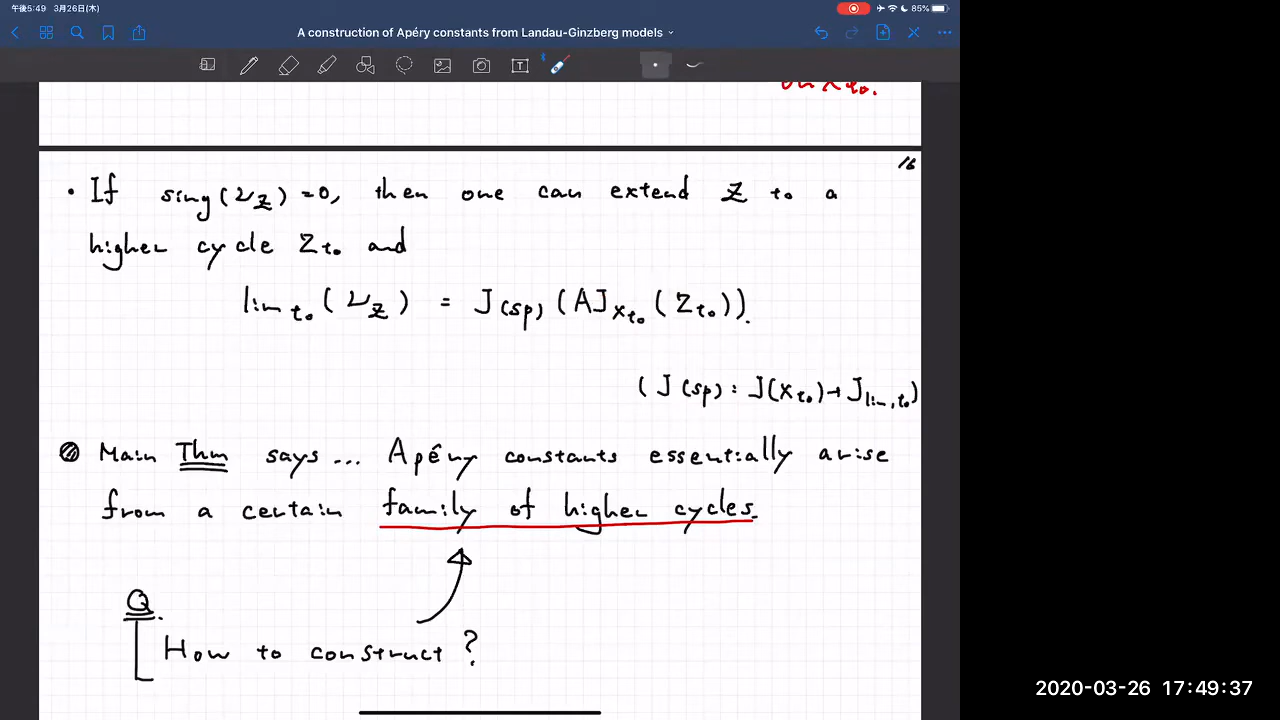 午後5:49 3月26日(木)
85%
A construction of Apéry constants from Landau-Ginzberg models
on X t₀.
16
• If sing(ν_Z) = 0, then one can extend Z to a
higher cycle Z_{t₀} and
lim_{t₀}(ν_Z) = J(sp)(AJ_{X_{t₀}}(Z_{t₀})).
(J(sp): J(X_{t₀}) → J_{lim,t₀})
Main Thm says... Apéry constants essentially arise
from a certain family of higher cycles.
Q.
How to construct?
2020-03-26 17:49:37